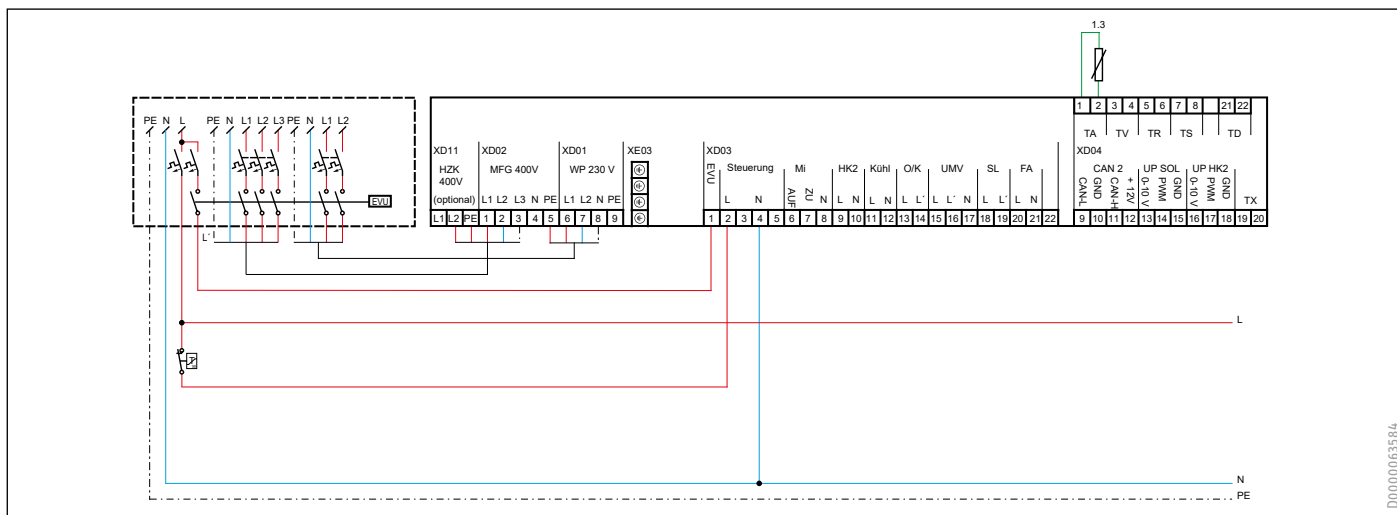 1.3
PE N L PE N L1 L2 L3 PE N L1 L2
EVU
L´
XD11 XD02 XD01 XE03 XD03
HZK
400V
(optional)
MFG 400V
WP 230 V
L1 L2 L3 N PE L1 L2 N PE
L1 L2 PE 1 2 3 4 5 6 7 8 9
EVU
Steuerung Mi HK2 Kühl O/K UMV SL FA
L N AUF ZU N L N L N L L´ L L´ N L L´ L N
1 2 3 4 5 6 7 8 9 10 11 12 13 14 15 16 17 18 19 20 21 22
1 2 3 4 5 6 7 8 21 22
TA TV TR TS TD
XD04
CAN 2 UP SOL UP HK2
CAN-L GND CAN-H + 12V 0-10 V PWM GND 0-10 V PWM GND TX
9 10 11 12 13 14 15 16 17 18 19 20
L
N
PE
D0000063584